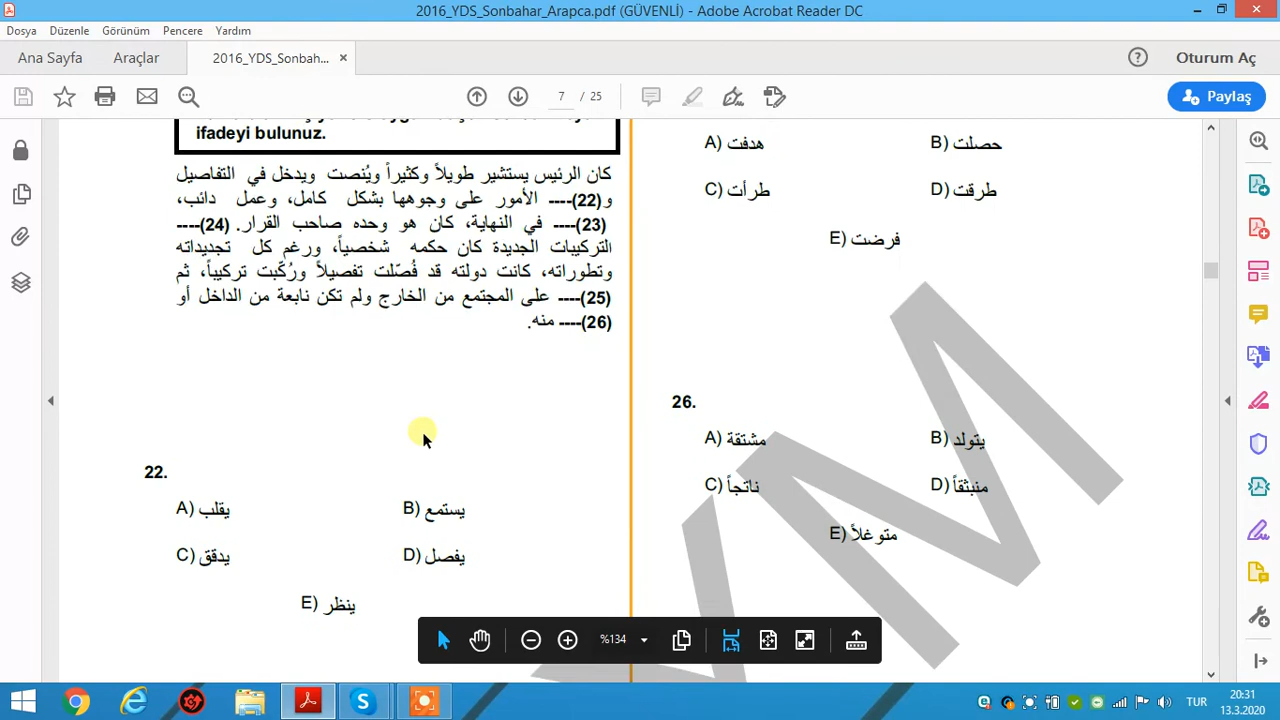 2016_YDS_Sonbahar_Arapca.pdf (GÜVENLİ) - Adobe Acrobat Reader DC
Dosya Düzenle Görünüm Pencere Yardım
Ana Sayfa Araçlar 2016_YDS_Sonbah... Oturum Aç
7 / 25 Paylaş
ifadeyi bulunuz.
كان الرئيس يستشير طويلاً وكثيراً ويُنصت ويدخل في التفاصيل
و(22)---- الأمور على وجوهها بشكل كامل، وعمل دائب،
(23)---- في النهاية، كان هو وحده صاحب القرار. (24)----
التركيبات الجديدة كان حكمه شخصياً، ورغم كل تجديداته
وتطوراته، كانت دولته قد فُصّلت تفصيلاً ورُكّبت تركيباً، ثم
(25)---- على المجتمع من الخارج ولم تكن نابعة من الداخل أو
(26)---- منه.
22.
A) يقلب B) يستمع
C) يدقق D) يفصل
E) ينظر
A) هدفت B) حصلت
C) طرأت D) طرقت
E) فرضت
26.
A) مشتقة B) يتولد
C) ناتجاً D) منبثقاً
E) متوغلاً
%134
TUR 20:31
13.3.2020